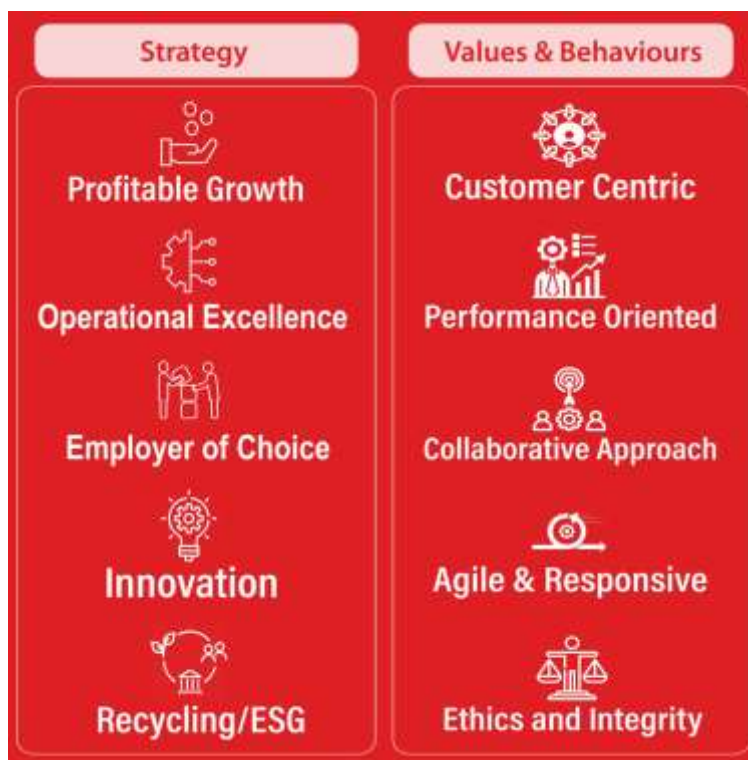 Strategy
Profitable Growth
Operational Excellence
Employer of Choice
Innovation
Recycling/ESG
Values & Behaviours
Customer Centric
Performance Oriented
Collaborative Approach
Agile & Responsive
Ethics and Integrity